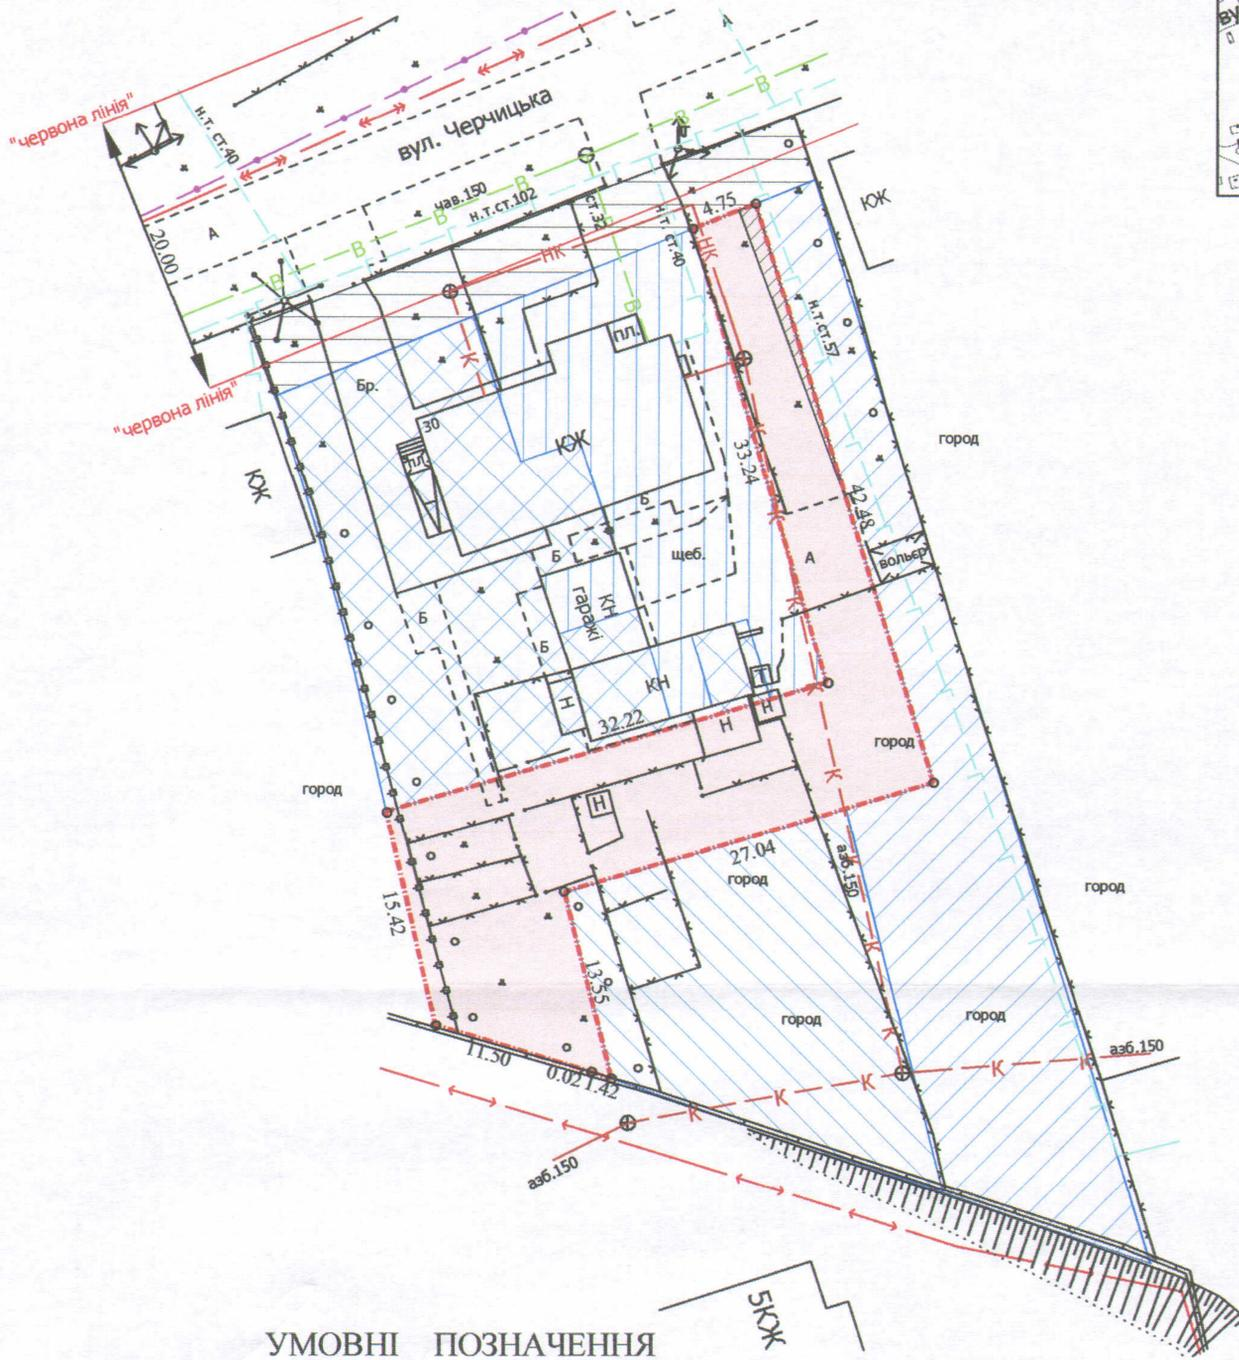 "червона лінія"
н.т. ст.40
вул. Черчицька
20.00
А
чав.150
н.т.ст.102
В
В
В
В
В
В
ст.32
н.т. ст.40
4.75
КЖ
НК
НК
"червона лінія"
К
Бр.
пл.
н.т.ст.57
30
пл.
КЖ
КЖ
33.24
К
город
42.48
Б
щеб.
А
вольєр
Б
гаражі
КН
К
Б
Б
КН
Н
32.22
Н
Н
К
город
город
К
Н
27.04
город
аз6.150
город
15.42
13.55
К
город
город
К
11.30
0.02
1.42
К
К
К
К
К
аз6.150
аз6.150
5КЖ
УМОВНІ ПОЗНАЧЕННЯ